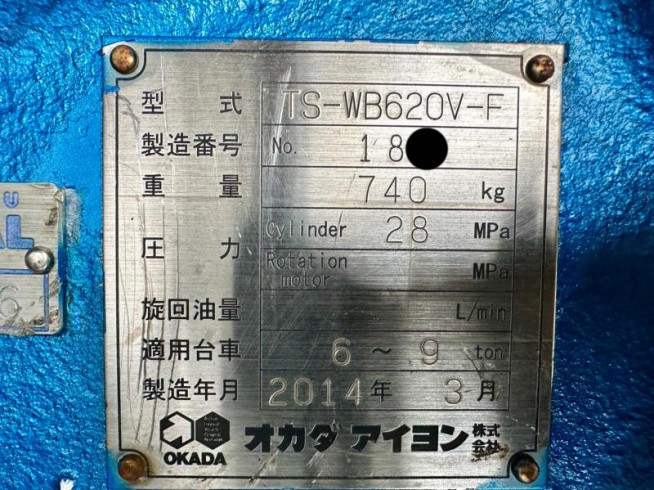 型式 TS-WB620V-F
製造番号 No. 18
重量 740 kg
圧力 Cylinder 28 MPa
Rotation motor MPa
旋回油量 L/min
適用台車 6～9 ton
製造年月 2014年 3月
OKADA オカダ アイヨン 株式会社